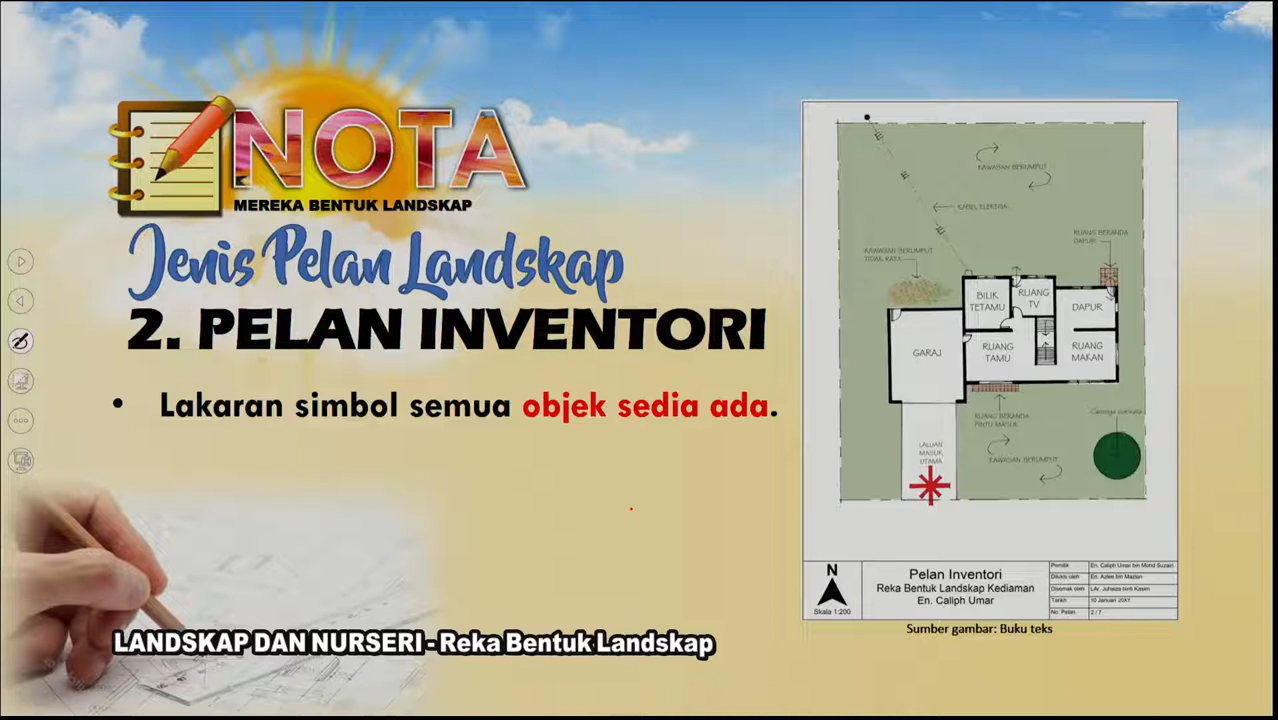 NOTA
MEREKA BENTUK LANDSKAP
Jenis Pelan Landskap
2. PELAN INVENTORI
• Lakaran simbol semua objek sedia ada.
LANDSKAP DAN NURSERI - Reka Bentuk Landskap
KAWASAN BERUMPUT
KABEL ELEKTRIK
RUANG BERANDA
DAPUR
KAWASAN BERUMPUT
TIDAK RATA
BILIK
TETAMU
RUANG
TV
DAPUR
GARAJ
RUANG
TAMU
RUANG
MAKAN
RUANG BERANDA
PINTU MASUK
LALUAN
MASUK
UTAMA
KAWASAN BERUMPUT
N
Skala 1:200
Pelan Inventori
Reka Bentuk Landskap Kediaman
En. Caliph Umar
Pemilik En. Caliph Umar bin Mohd Suzairi
Dilukis oleh En. Azlee bin Mazlan
Disemak oleh LAr. Juhaiza binti Kasim
Tarikh 10 Januari 20XY
No. Pelan 2 / 7
Sumber gambar: Buku teks